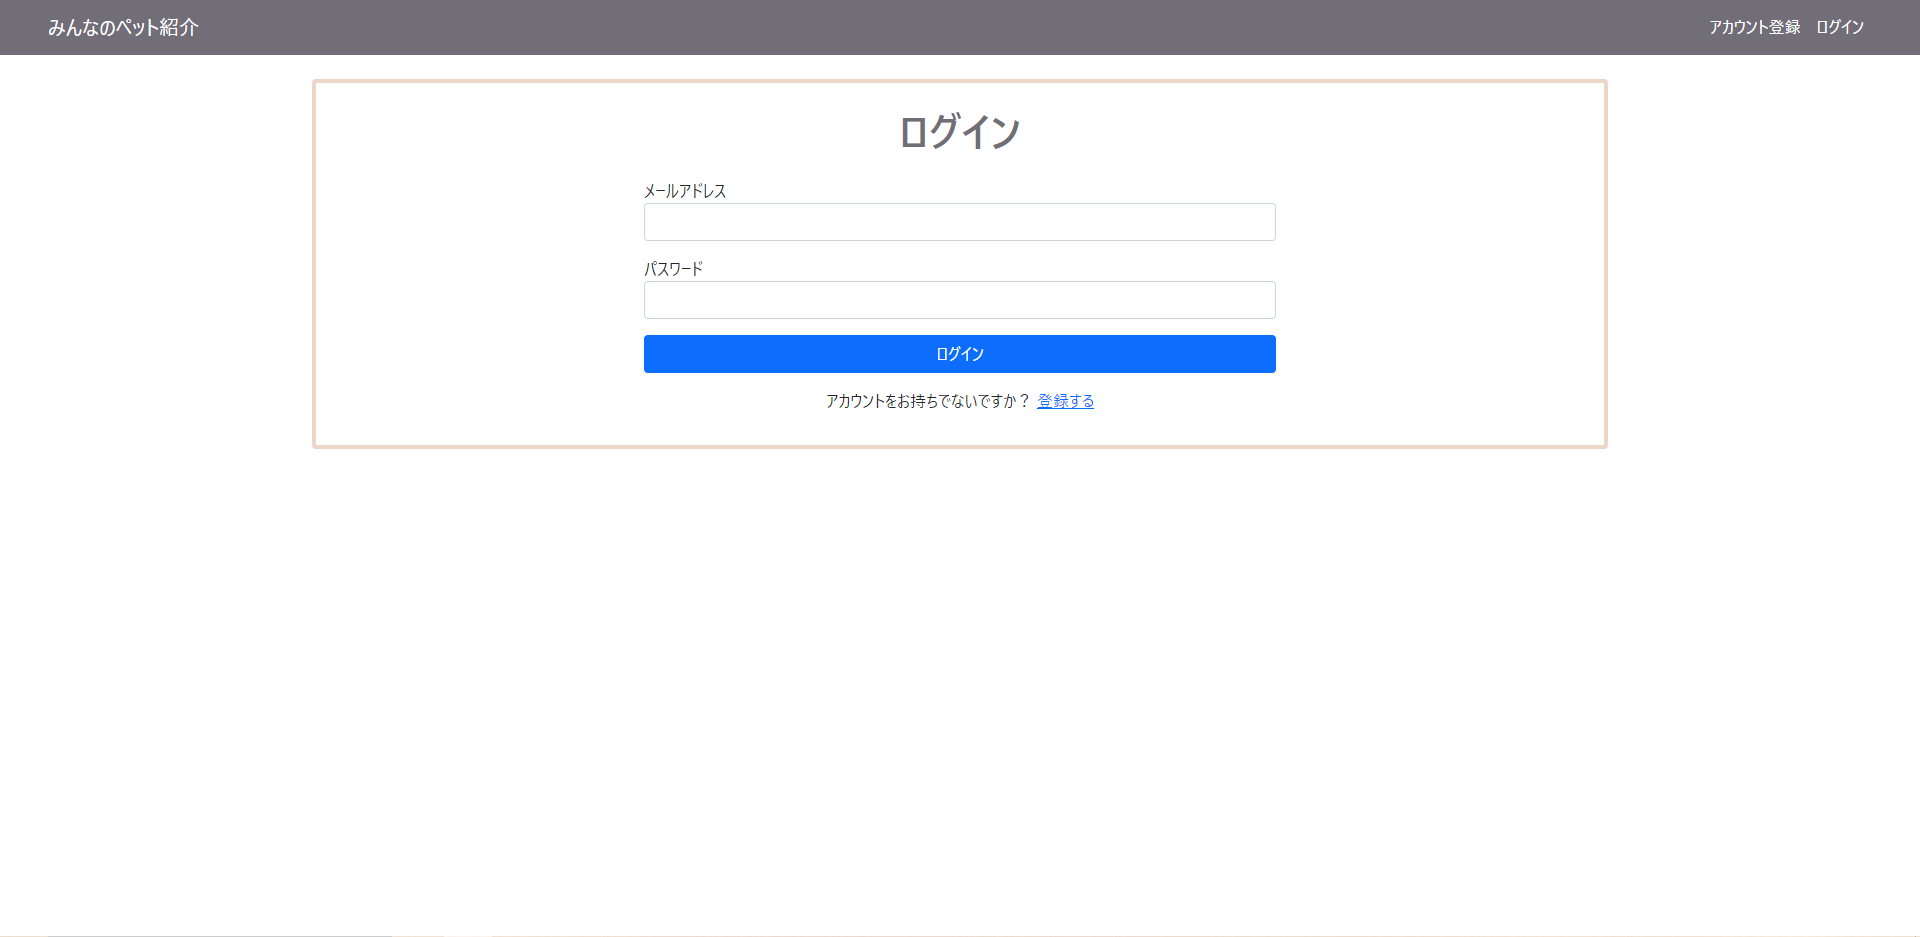 みんなのペット紹介
アカウント登録 ログイン
ログイン
メールアドレス
パスワード
ログイン
アカウントをお持ちでないですか？ 登録する